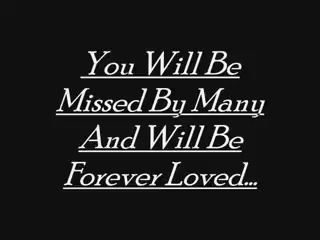 You Will Be
Missed By Many
And Will Be
Forever Loved...